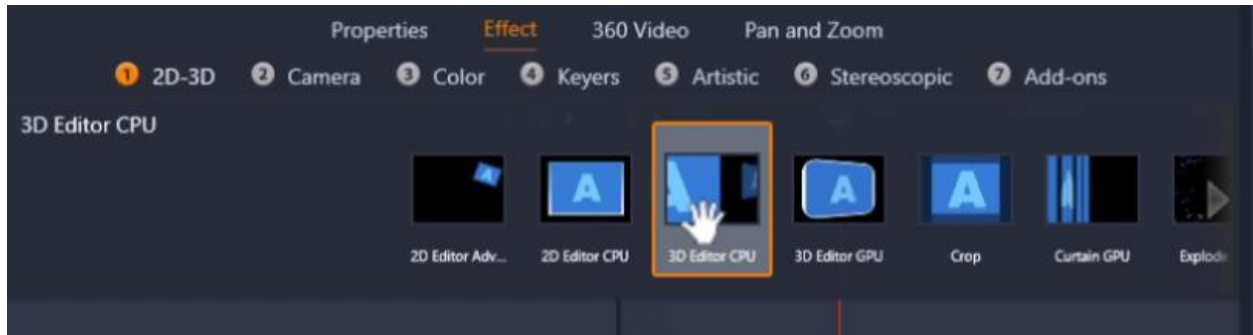 Properties Effect 360 Video Pan and Zoom
1 2D-3D 2 Camera 3 Color 4 Keyers 5 Artistic 6 Stereoscopic 7 Add-ons
3D Editor CPU
A A A A
2D Editor Adv... 2D Editor CPU 3D Editor CPU 3D Editor GPU Crop Curtain GPU Explode